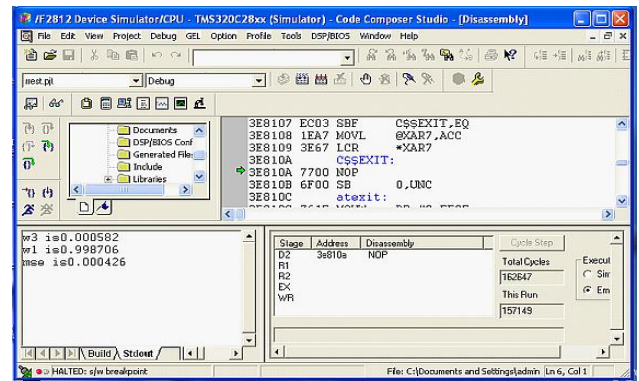 /F2812 Device Simulator/CPU - TMS320C28xx (Simulator) - Code Composer Studio - [Disassembly]
File Edit View Project Debug GEL Option Profile Tools DSP/BIOS Window Help
Debug
Documents
DSP/BIOS Conf
Generated Files
Include
Libraries
3E8107 EC03 SBF C$$EXIT,EQ
3E8108 1EA7 MOVL @XAR7,ACC
3E8109 3E67 LCR *XAR7
3E810A C$$EXIT:
3E810A 7700 NOP
3E810B 6F00 SB 0,UNC
3E810C atexit:
w3 is0.000582
w1 is0.998706
mse is0.000426
Stage Address Disassembly
D2 3e810a NOP
R1
R2
EX
WR
Cycle Step
Total Cycles
162647
This Run
157149
Execut
Sim
Em
Build Stdout
HALTED: s/w breakpoint
File: C:\Documents and Settings\admin Ln 6, Col 1